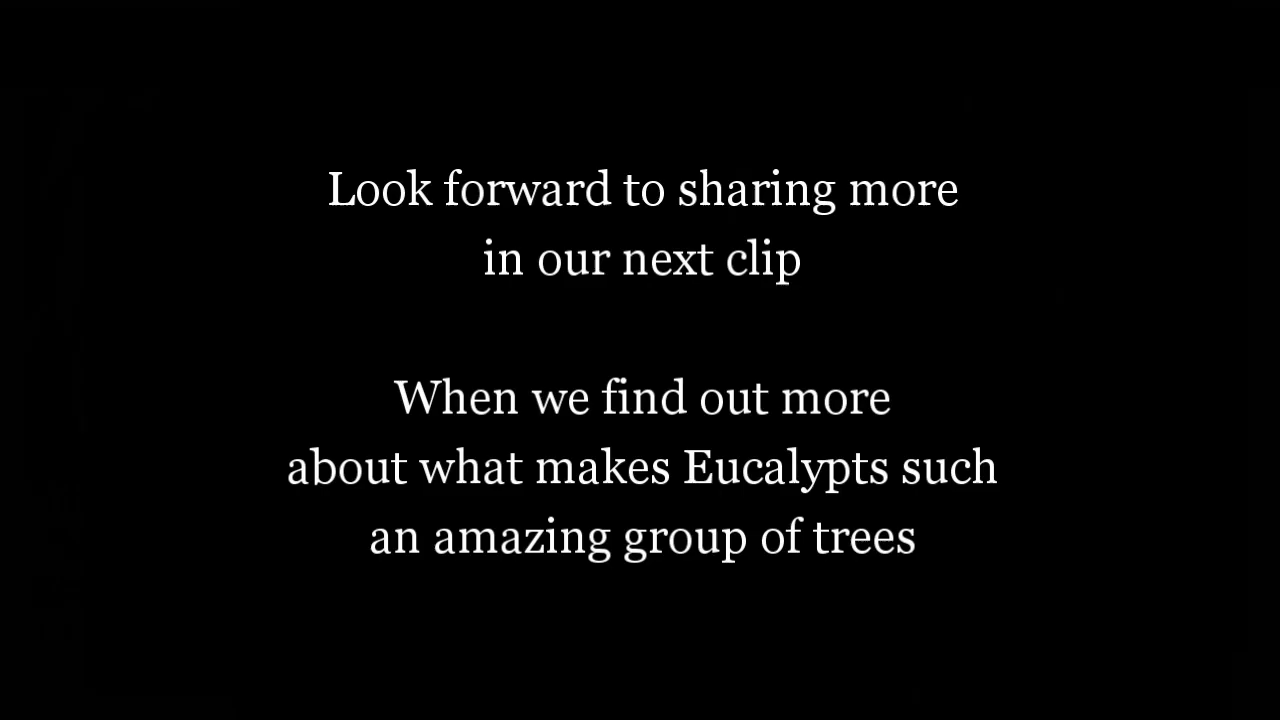 Look forward to sharing more
in our next clip
When we find out more
about what makes Eucalypts such
an amazing group of trees